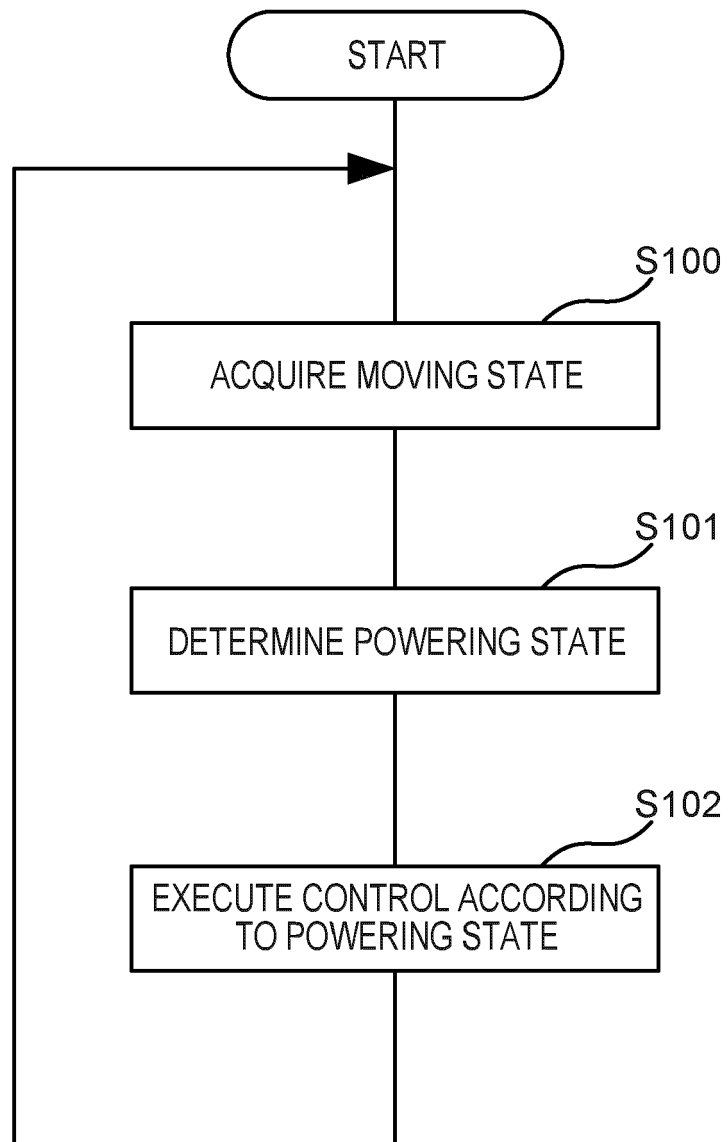 START
S100
ACQUIRE MOVING STATE
S101
DETERMINE POWERING STATE
S102
EXECUTE CONTROL ACCORDING
TO POWERING STATE